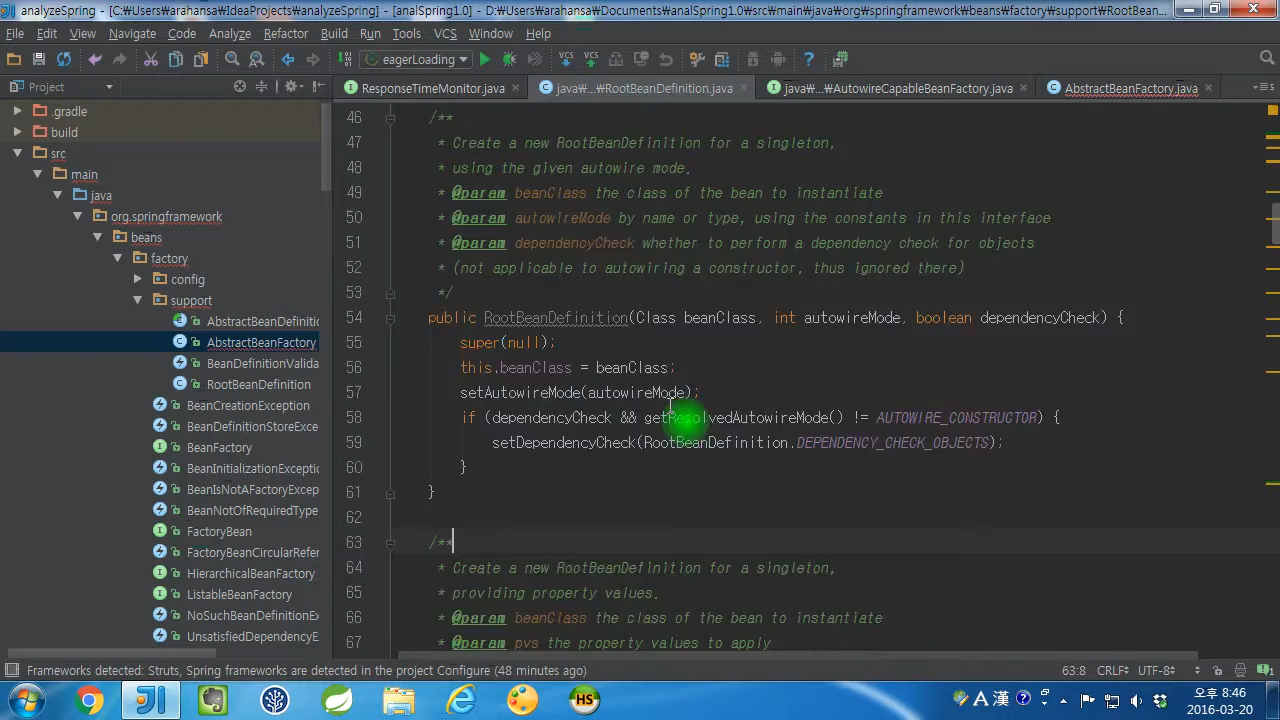 analyzeSpring - [C:₩Users₩arahansa₩IdeaProjects₩analyzeSpring] - [analSpring1.0] - D:₩Users₩arahansa₩Documents₩analSpring1.0₩src₩main₩java₩org₩springframework₩beans₩factory₩support₩RootBean...
File Edit View Navigate Code Analyze Refactor Build Run Tools VCS Window Help
eagerLoading VCS VCS
Project
ResponseTimeMonitor.java
java₩...₩RootBeanDefinition.java
java₩...₩AutowireCapableBeanFactory.java
AbstractBeanFactory.java
.gradle
build
src
main
java
org.springframework
beans
factory
config
support
AbstractBeanDefinitio
AbstractBeanFactory
BeanDefinitionValida
RootBeanDefinition
BeanCreationException
BeanDefinitionStoreExce
BeanFactory
BeanInitializationExcepti
BeanIsNotAFactoryExcep
BeanNotOfRequiredType
FactoryBean
FactoryBeanCircularRefer
HierarchicalBeanFactory
ListableBeanFactory
NoSuchBeanDefinitionEx
UnsatisfiedDependencyE
46 /**
47 * Create a new RootBeanDefinition for a singleton,
48 * using the given autowire mode.
49 * @param beanClass the class of the bean to instantiate
50 * @param autowireMode by name or type, using the constants in this interface
51 * @param dependencyCheck whether to perform a dependency check for objects
52 * (not applicable to autowiring a constructor, thus ignored there)
53 */
54 public RootBeanDefinition(Class beanClass, int autowireMode, boolean dependencyCheck) {
55 super(null);
56 this.beanClass = beanClass;
57 setAutowireMode(autowireMode);
58 if (dependencyCheck && getResolvedAutowireMode() != AUTOWIRE_CONSTRUCTOR) {
59 setDependencyCheck(RootBeanDefinition.DEPENDENCY_CHECK_OBJECTS);
60 }
61 }
62
63 /**
64 * Create a new RootBeanDefinition for a singleton,
65 * providing property values.
66 * @param beanClass the class of the bean to instantiate
67 * @param pvs the property values to apply
Frameworks detected: Struts, Spring frameworks are detected in the project Configure (48 minutes ago)
63:8 CRLF÷ UTF-8÷
HS
A 漢
오후 8:46
2016-03-20